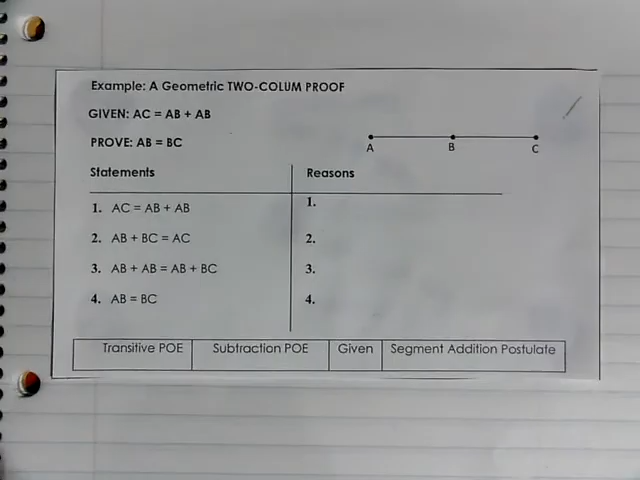 Example: A Geometric TWO-COLUM PROOF
GIVEN: AC = AB + AB
PROVE: AB = BC
A B C
Statements Reasons
1. AC = AB + AB 1.
2. AB + BC = AC 2.
3. AB + AB = AB + BC 3.
4. AB = BC 4.
Transitive POE Subtraction POE Given Segment Addition Postulate